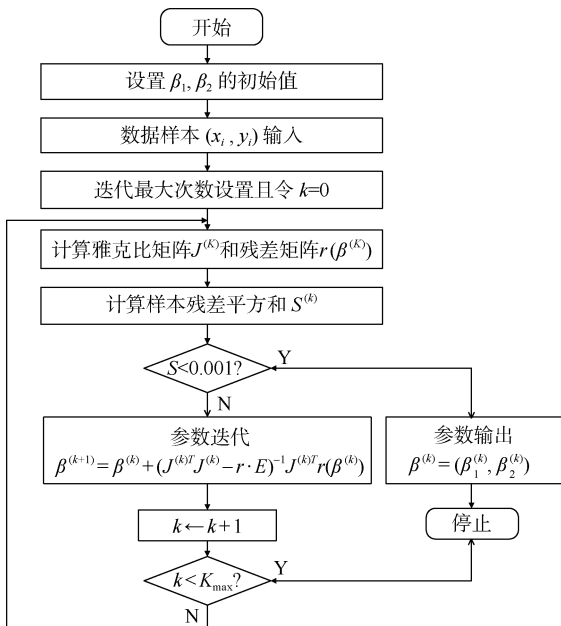 开始
设置 β₁, β₂ 的初始值
数据样本 (xᵢ , yᵢ) 输入
迭代最大次数设置且令 k=0
计算雅克比矩阵J⁽ᴷ⁾和残差矩阵r(β⁽ᴷ⁾)
计算样本残差平方和 S⁽ᵏ⁾
S<0.001?
Y
N
参数迭代
β⁽ᵏ⁺¹⁾ = β⁽ᵏ⁾ + (J⁽ᵏ⁾ᵀ J⁽ᵏ⁾ − r · E)⁻¹ J⁽ᵏ⁾ᵀ r(β⁽ᵏ⁾)
参数输出
β⁽ᵏ⁾ = (β₁⁽ᵏ⁾, β₂⁽ᵏ⁾)
k ← k+1
停止
k < Kₘₐₓ?
Y
N